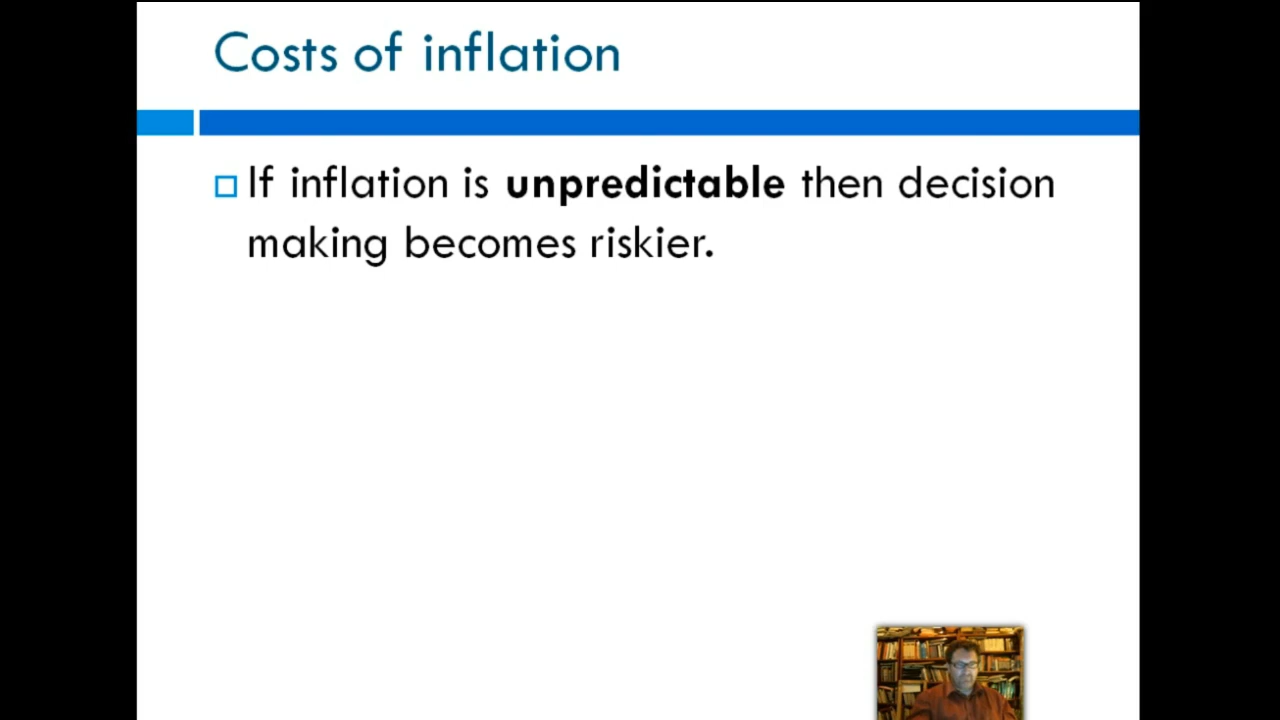 Costs of inflation
If inflation is unpredictable then decision
making becomes riskier.